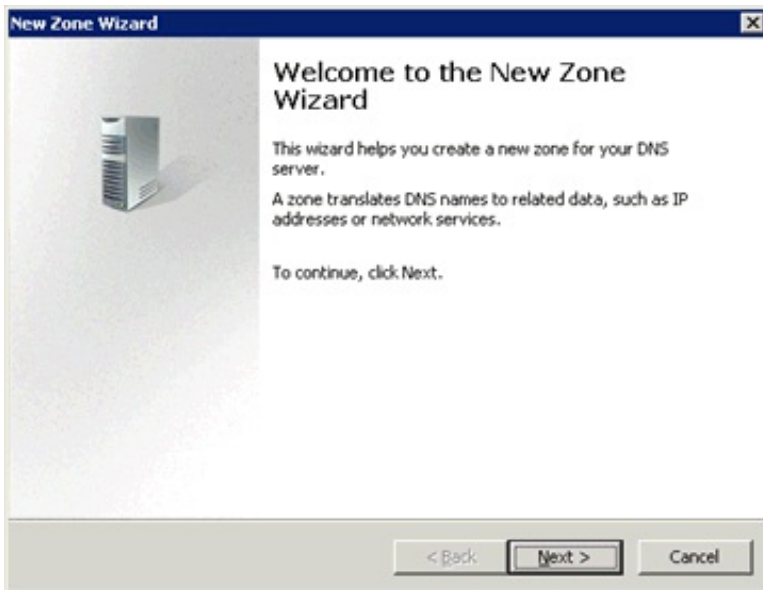 New Zone Wizard
Welcome to the New Zone
Wizard
This wizard helps you create a new zone for your DNS
server.
A zone translates DNS names to related data, such as IP
addresses or network services.
To continue, click Next.
< Back
Next >
Cancel